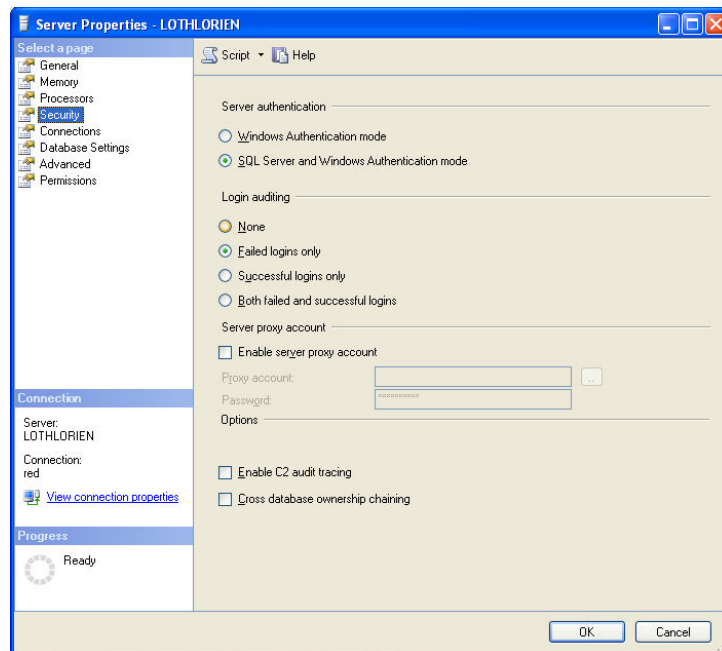 Server Properties - LOTHLORIEN
Select a page
General
Memory
Processors
Security
Connections
Database Settings
Advanced
Permissions
Script
Help
Server authentication
Windows Authentication mode
SQL Server and Windows Authentication mode
Login auditing
None
Failed logins only
Successful logins only
Both failed and successful logins
Server proxy account
Enable server proxy account
Proxy account:
...
Password:
**********
Options
Enable C2 audit tracing
Cross database ownership chaining
Connection
Server:
LOTHLORIEN
Connection:
red
View connection properties
Progress
Ready
OK
Cancel